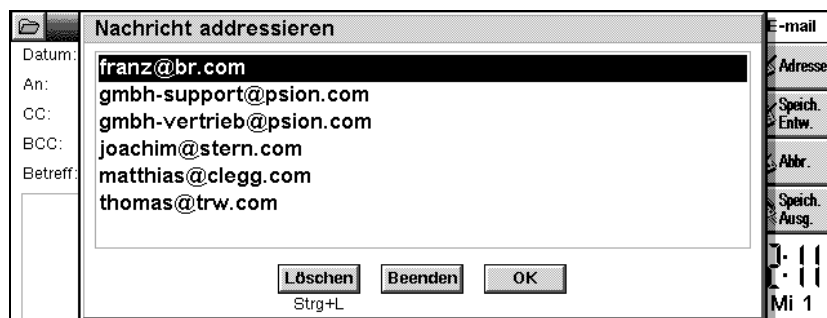 Nachricht addressieren
E-mail
Datum:
An:
CC:
BCC:
Betreff:
franz@br.com
gmbh-support@psion.com
gmbh-vertrieb@psion.com
joachim@stern.com
matthias@clegg.com
thomas@trw.com
Adresse
Speich.
Entw.
Abbr.
Speich.
Ausg.
Löschen Beenden OK
Strg+L
:11
Mi 1